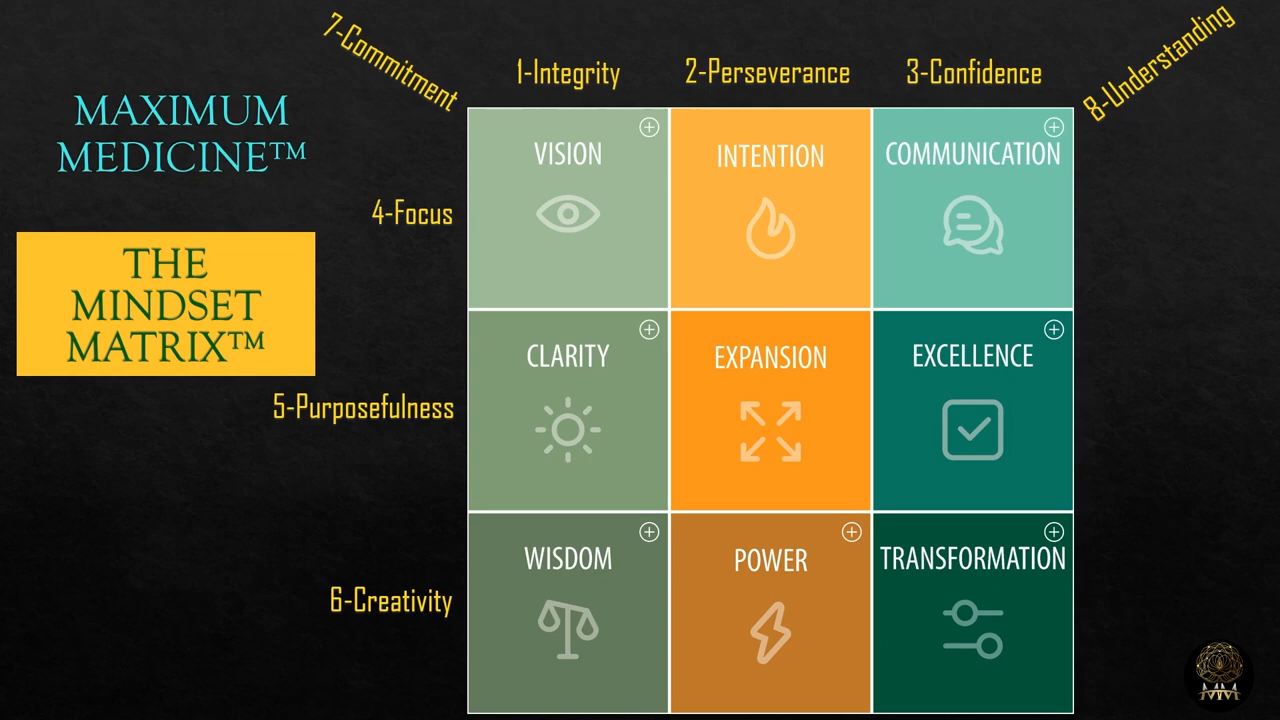 7-Commitment
1-Integrity
2-Perseverance
3-Confidence
8-Understanding
MAXIMUM
MEDICINE™
THE
MINDSET
MATRIX™
4-Focus
VISION
INTENTION
COMMUNICATION
5-Purposefulness
CLARITY
EXPANSION
EXCELLENCE
6-Creativity
WISDOM
POWER
TRANSFORMATION
MM